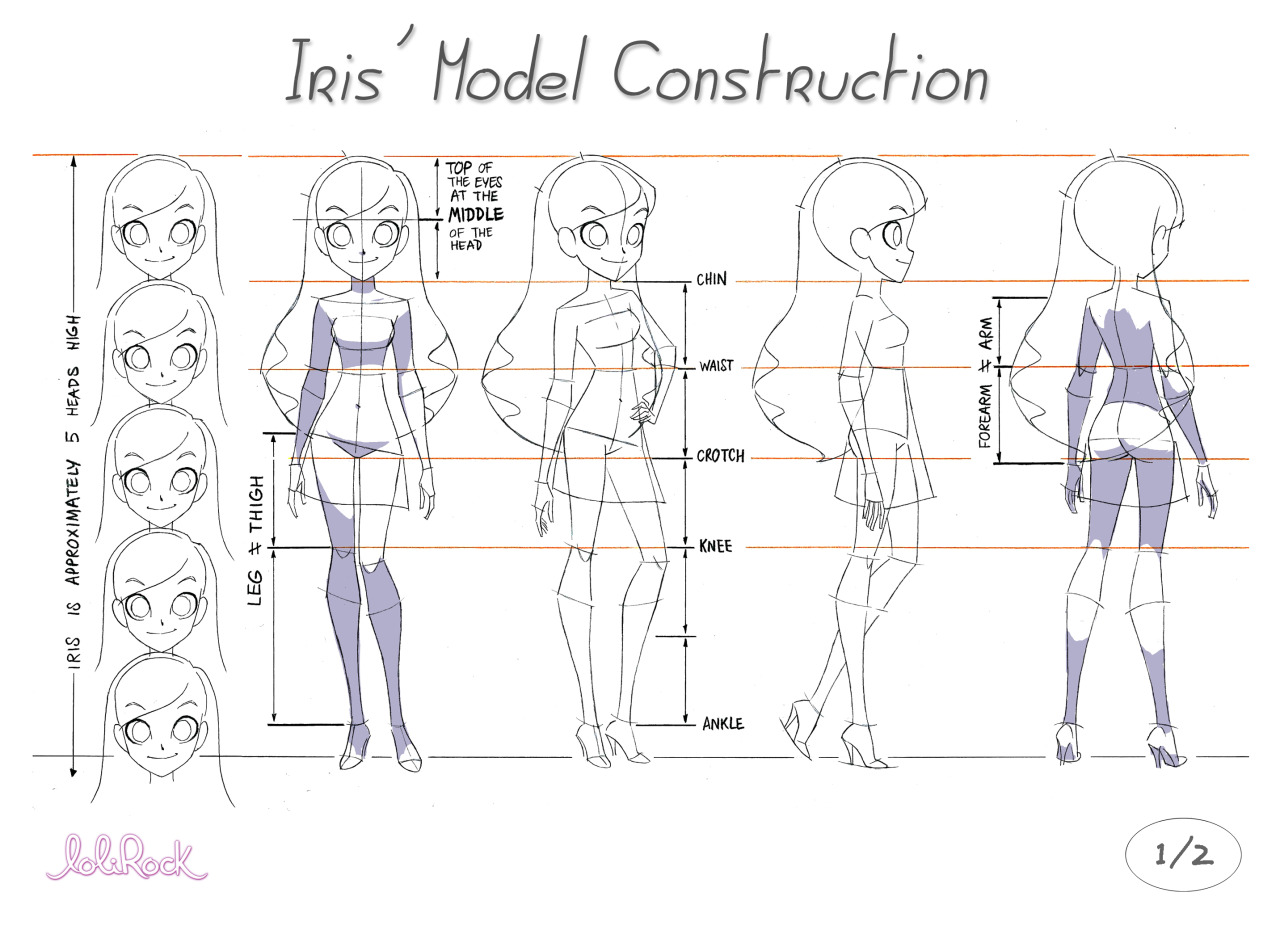 Iris' Model Construction
IRIS IS APPROXIMATELY 5 HEADS HIGH
TOP OF
THE EYES
AT THE
MIDDLE
OF THE
HEAD
CHIN
WAIST
CROTCH
KNEE
ANKLE
LEG ≠ THIGH
FOREARM ≠ ARM
loliRock
1/2